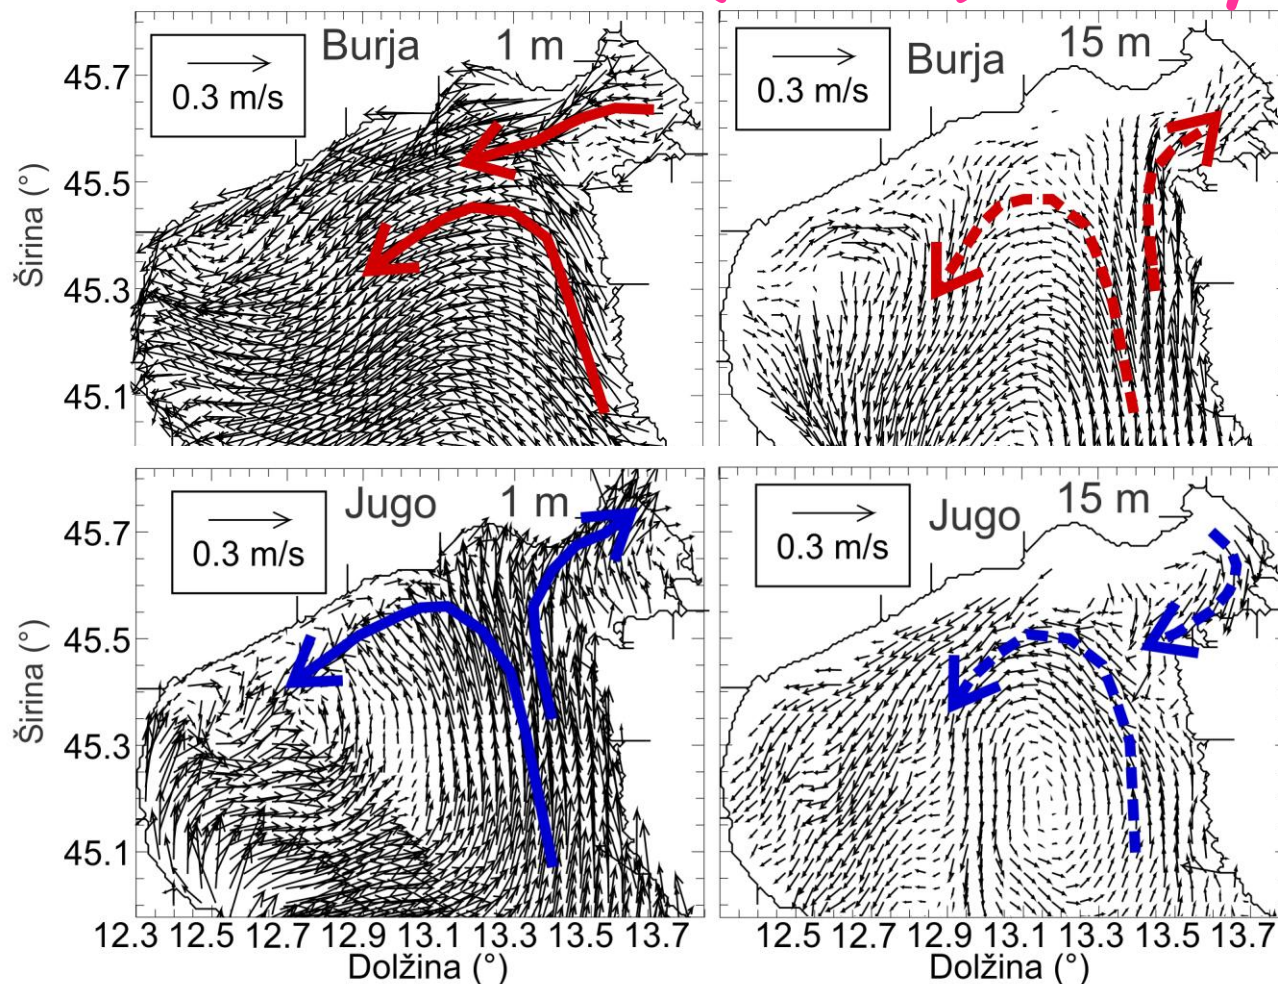 Burja 1 m
0.3 m/s
Burja 15 m
0.3 m/s
45.7
45.5
45.3
45.1
Širina (°)
Jugo 1 m
0.3 m/s
Jugo 15 m
0.3 m/s
45.7
45.5
45.3
45.1
Širina (°)
12.3 12.5 12.7 12.9 13.1 13.3 13.5 13.7
Dolžina (°)
12.5 12.7 12.9 13.1 13.3 13.5 13.7
Dolžina (°)